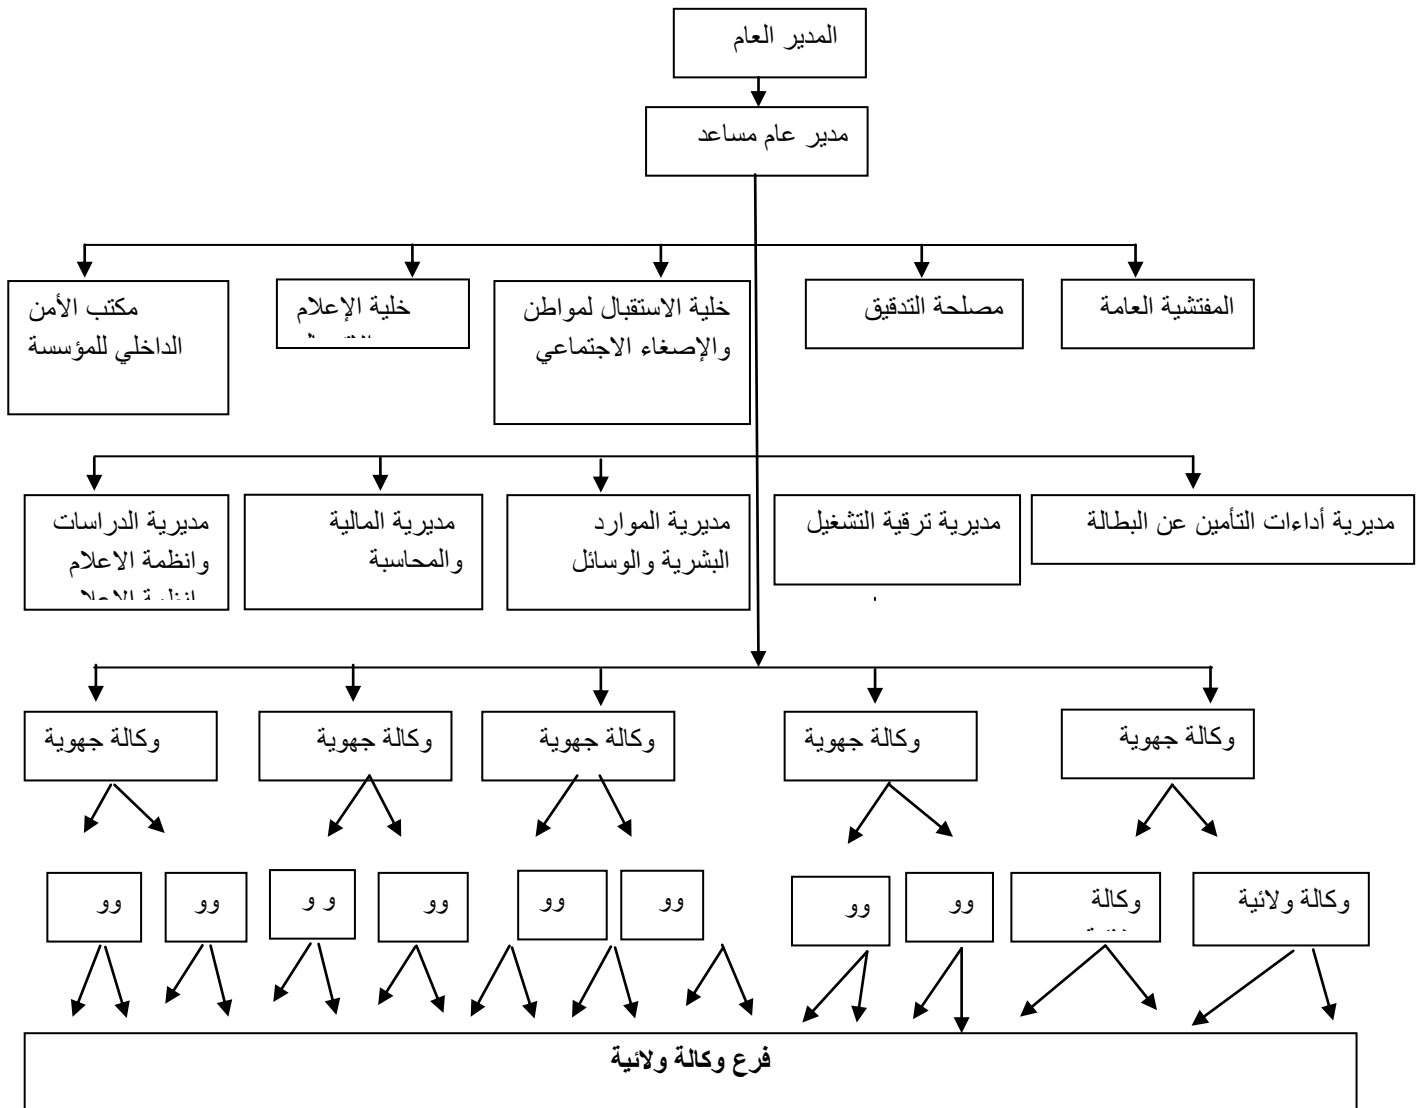 المدير العام
مدير عام مساعد
المفتشية العامة
مصلحة التدقيق
خلية الاستقبال لمواطن
والإصغاء الاجتماعي
خلية الإعلام
مكتب الأمن
الداخلي للمؤسسة
مديرية أداءات التأمين عن البطالة
مديرية ترقية التشغيل
مديرية الموارد
البشرية والوسائل
مديرية المالية
والمحاسبة
مديرية الدراسات
وانظمة الاعلام
وانظمة الاعلا
وكالة جهوية
وكالة جهوية
وكالة جهوية
وكالة جهوية
وكالة جهوية
وكالة ولائية
وكالة
وو
وو
وو
وو
وو
و و
وو
وو
فرع وكالة ولائية